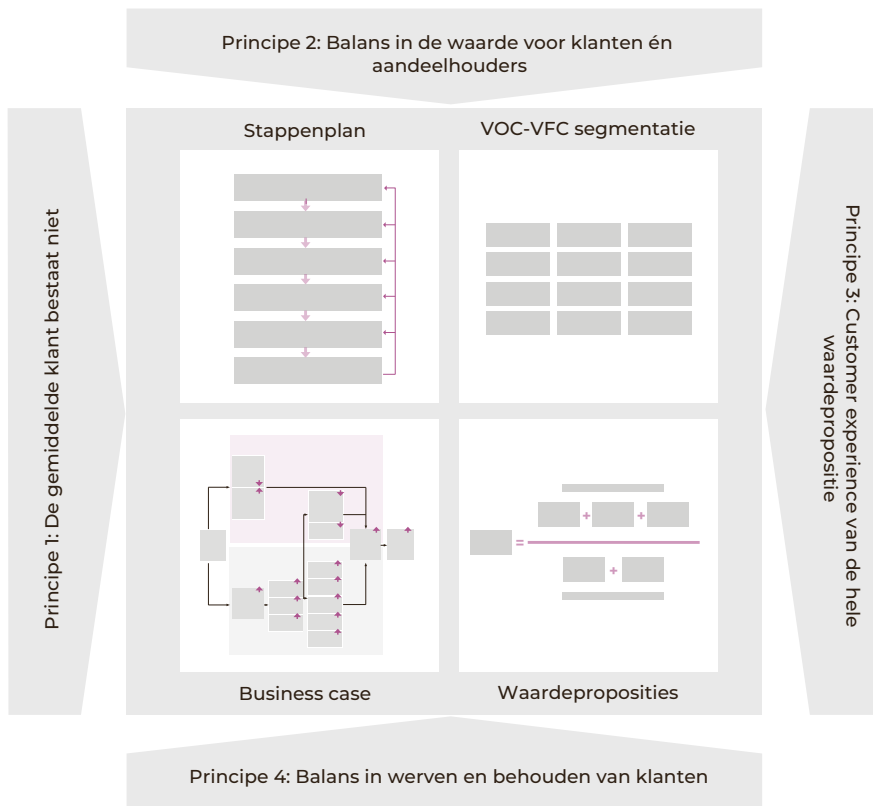 Principe 2: Balans in de waarde voor klanten én
aandeelhouders
Principe 1: De gemiddelde klant bestaat niet
Stappenplan
VOC-VFC segmentatie
+
+
=
+
Business case
Waardeproposities
Principe 3: Customer experience van de hele
waardepropositie
Principe 4: Balans in werven en behouden van klanten